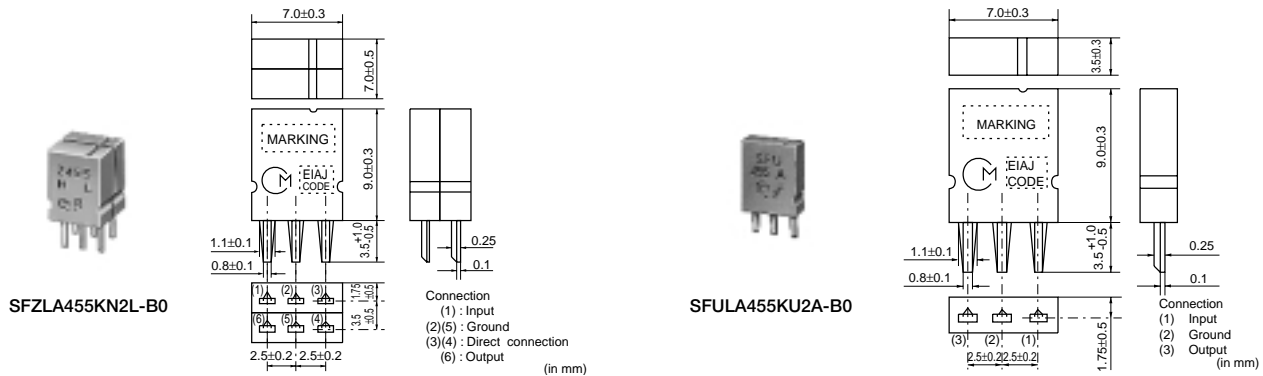 7.0±0.3
7.0±0.5
MARKING
EIAJ
CODE
M
9.0±0.3
1.1±0.1
0.8±0.1
3.5 +1.0 -0.5
0.25
0.1
(1) (2) (3)
(6) (5) (4)
1.75 ±0.5
3.5 ±0.5
2.5±0.2 2.5±0.2
SFZLA455KN2L-B0
Connection
(1) : Input
(2)(5) : Ground
(3)(4) : Direct connection
(6) : Output
(in mm)
7.0±0.3
3.5±0.3
MARKING
EIAJ
CODE
M
9.0±0.3
SFU
455 A
1.1±0.1
0.8±0.1
3.5 +1.0 -0.5
0.25
0.1
(3) (2) (1)
2.5±0.2 2.5±0.2
1.75±0.5
SFULA455KU2A-B0
Connection
(1) Input
(2) Ground
(3) Output
(in mm)